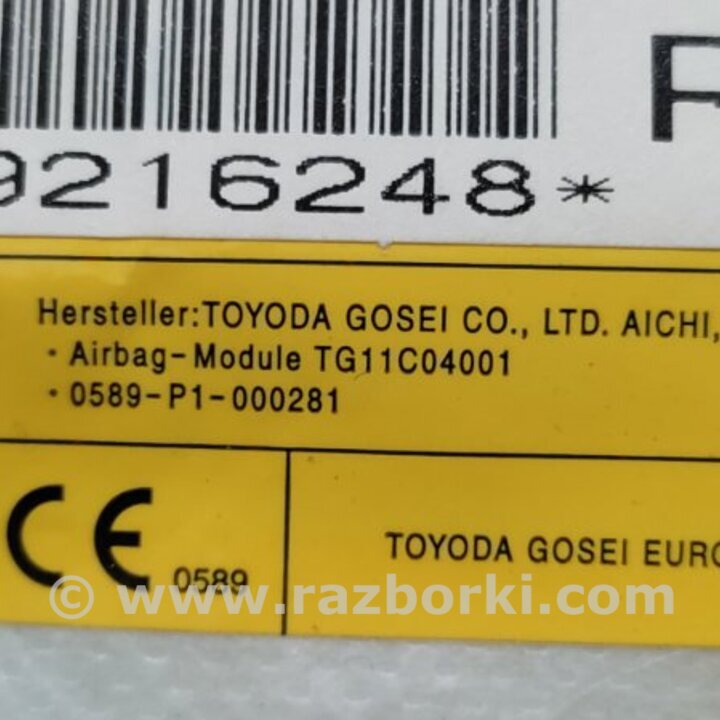 9216248*
R
Hersteller:TOYODA GOSEI CO., LTD. AICHI,
· Airbag-Module TG11C04001
· 0589-P1-000281
CE 0589
TOYODA GOSEI EURO
© www.razborki.com